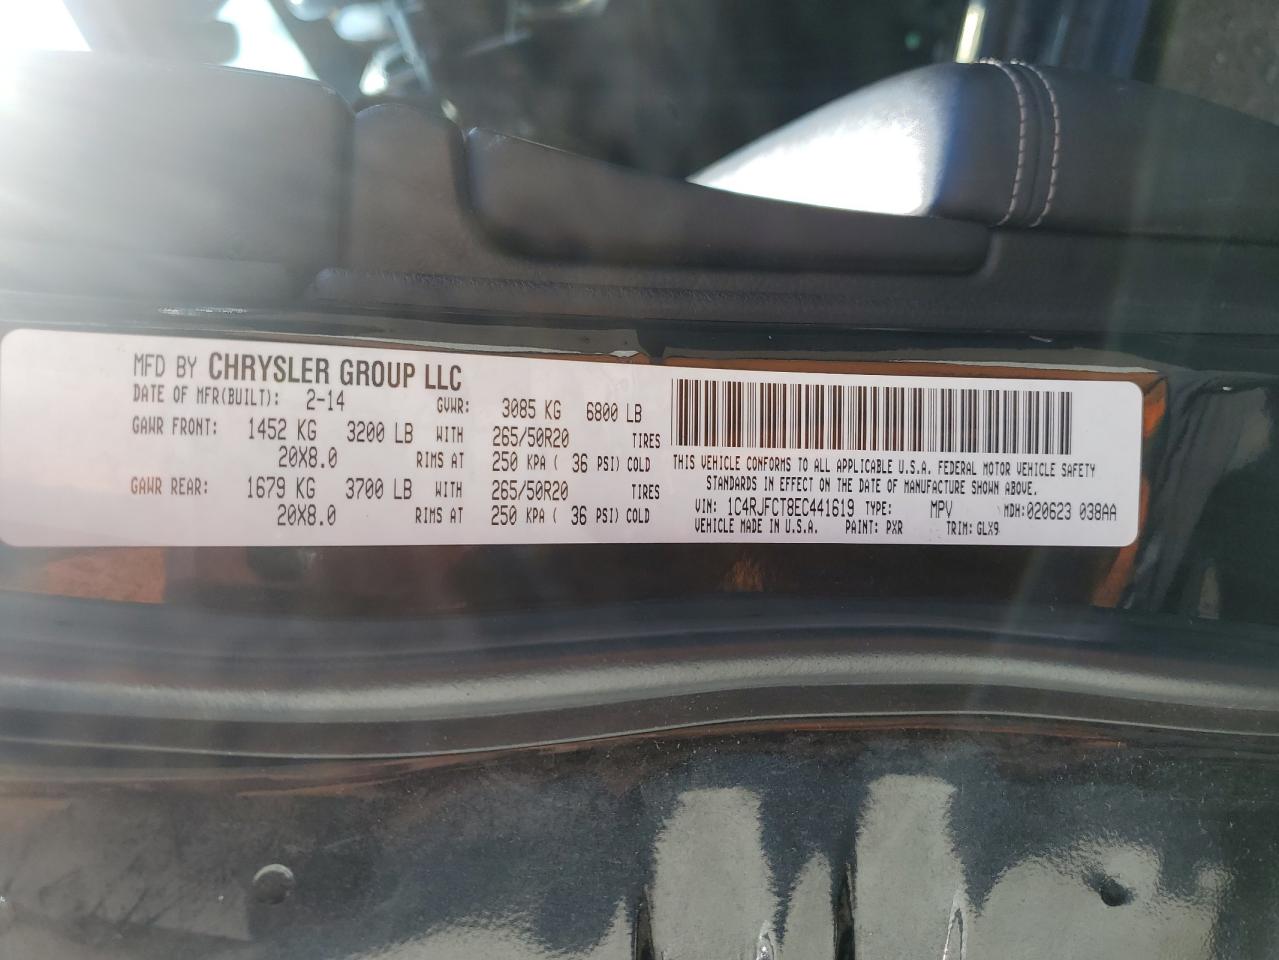 MFD BY CHRYSLER GROUP LLC
DATE OF MFR(BUILT): 2-14 GVWR: 3085 KG 6800 LB
GAWR FRONT: 1452 KG 3200 LB WITH 265/50R20 TIRES
20X8.0 RIMS AT 250 KPA ( 36 PSI) COLD
GAWR REAR: 1679 KG 3700 LB WITH 265/50R20 TIRES
20X8.0 RIMS AT 250 KPA ( 36 PSI) COLD
THIS VEHICLE CONFORMS TO ALL APPLICABLE U.S.A. FEDERAL MOTOR VEHICLE SAFETY
STANDARDS IN EFFECT ON THE DATE OF MANUFACTURE SHOWN ABOVE.
VIN: 1C4RJFCT8EC441619 TYPE: MPV MDH:020623 038AA
VEHICLE MADE IN U.S.A. PAINT: PXR TRIM: GLX9